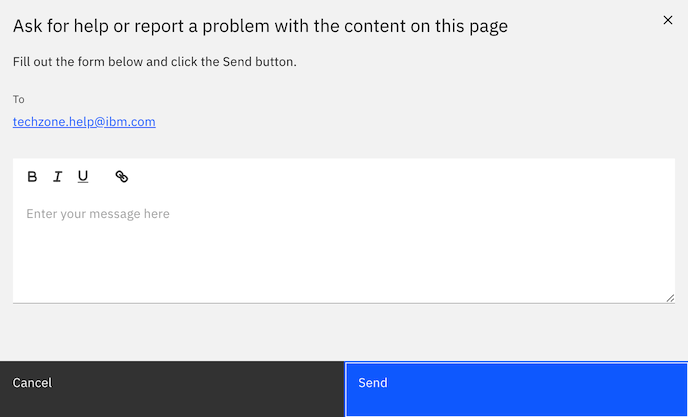 Ask for help or report a problem with the content on this page
Fill out the form below and click the Send button.
To
techzone.help@ibm.com
B I U
Enter your message here
Cancel Send